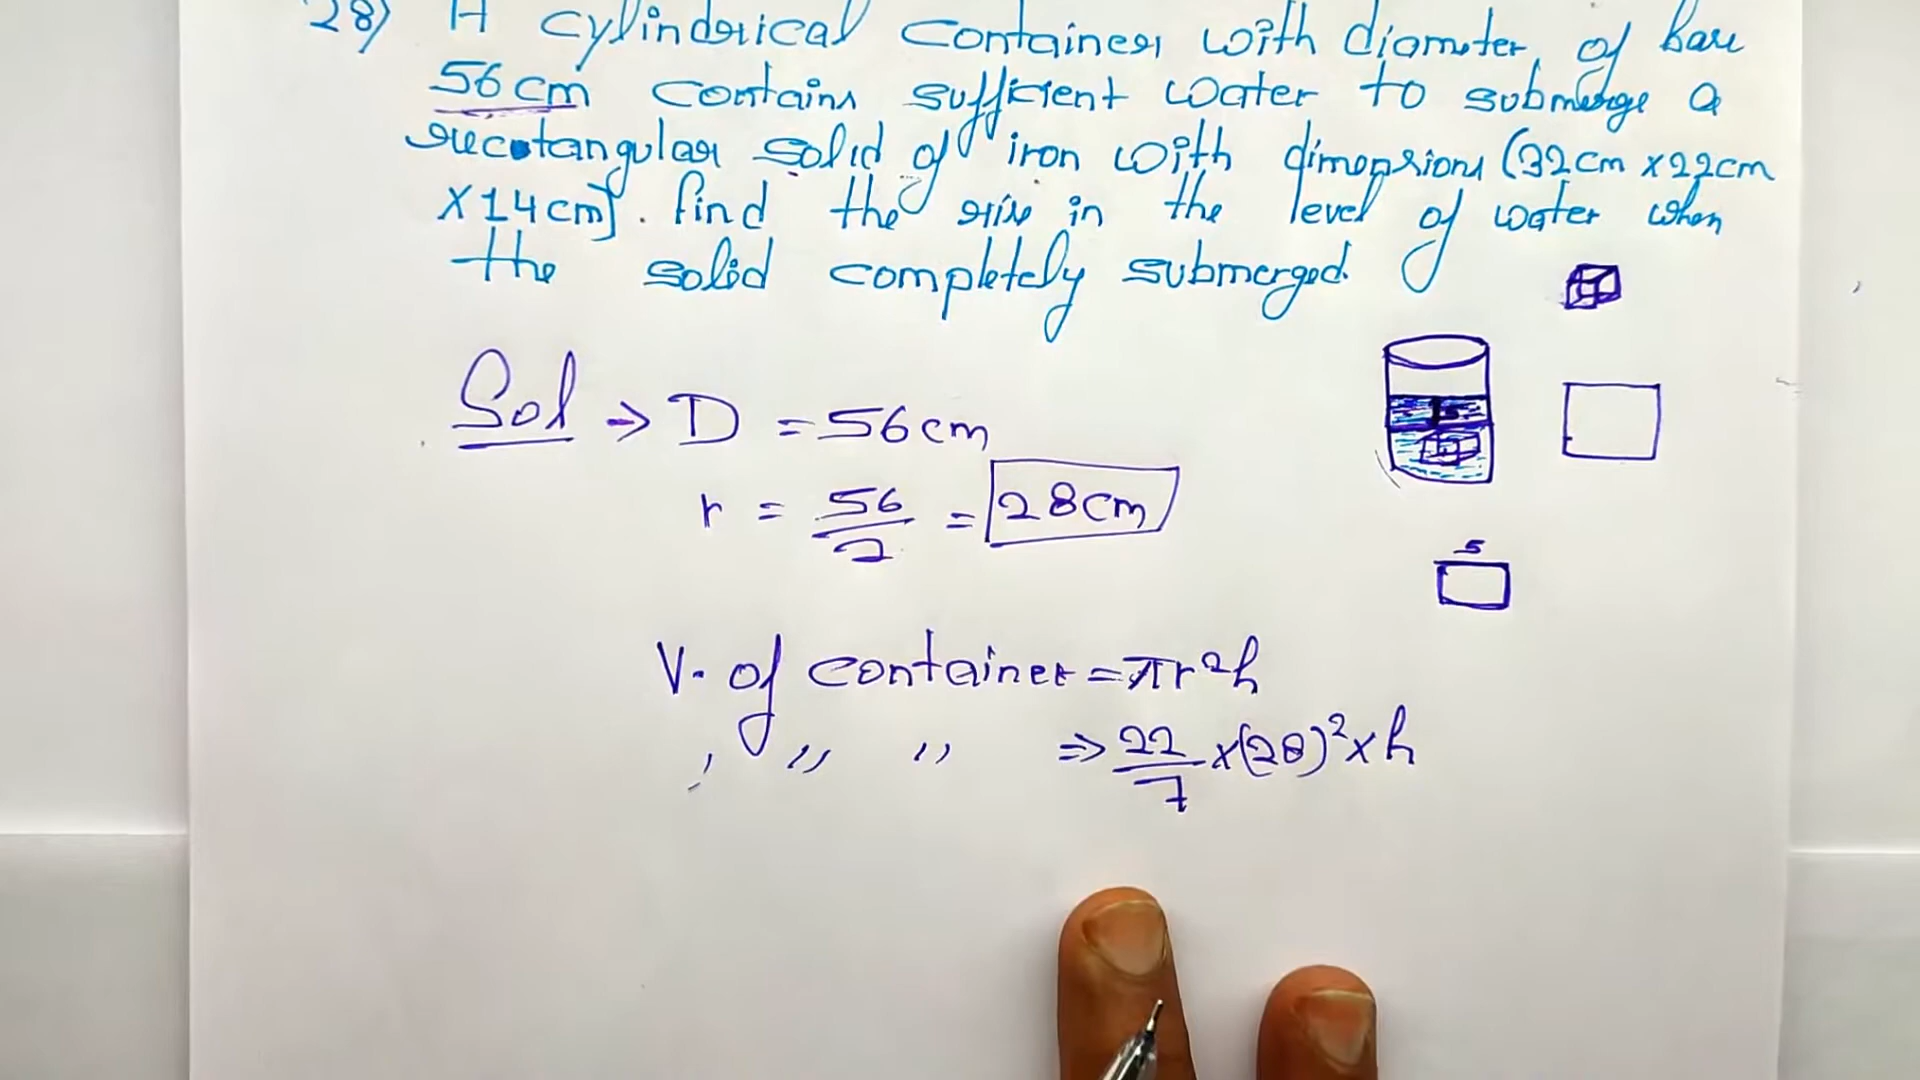 28) A cylindrical container with diameter of base
56cm contains sufficient water to submerge a
rectangular solid of iron with dimensions (32cm x 22cm
X 14cm]. find the rise in the level of water when
the solid completely submerged.
Sol → D = 56cm
r = 56/2 = 28cm
5
V. of container = πr²h
,, ,, ,, ⇒ 22/7 x (28)² x h